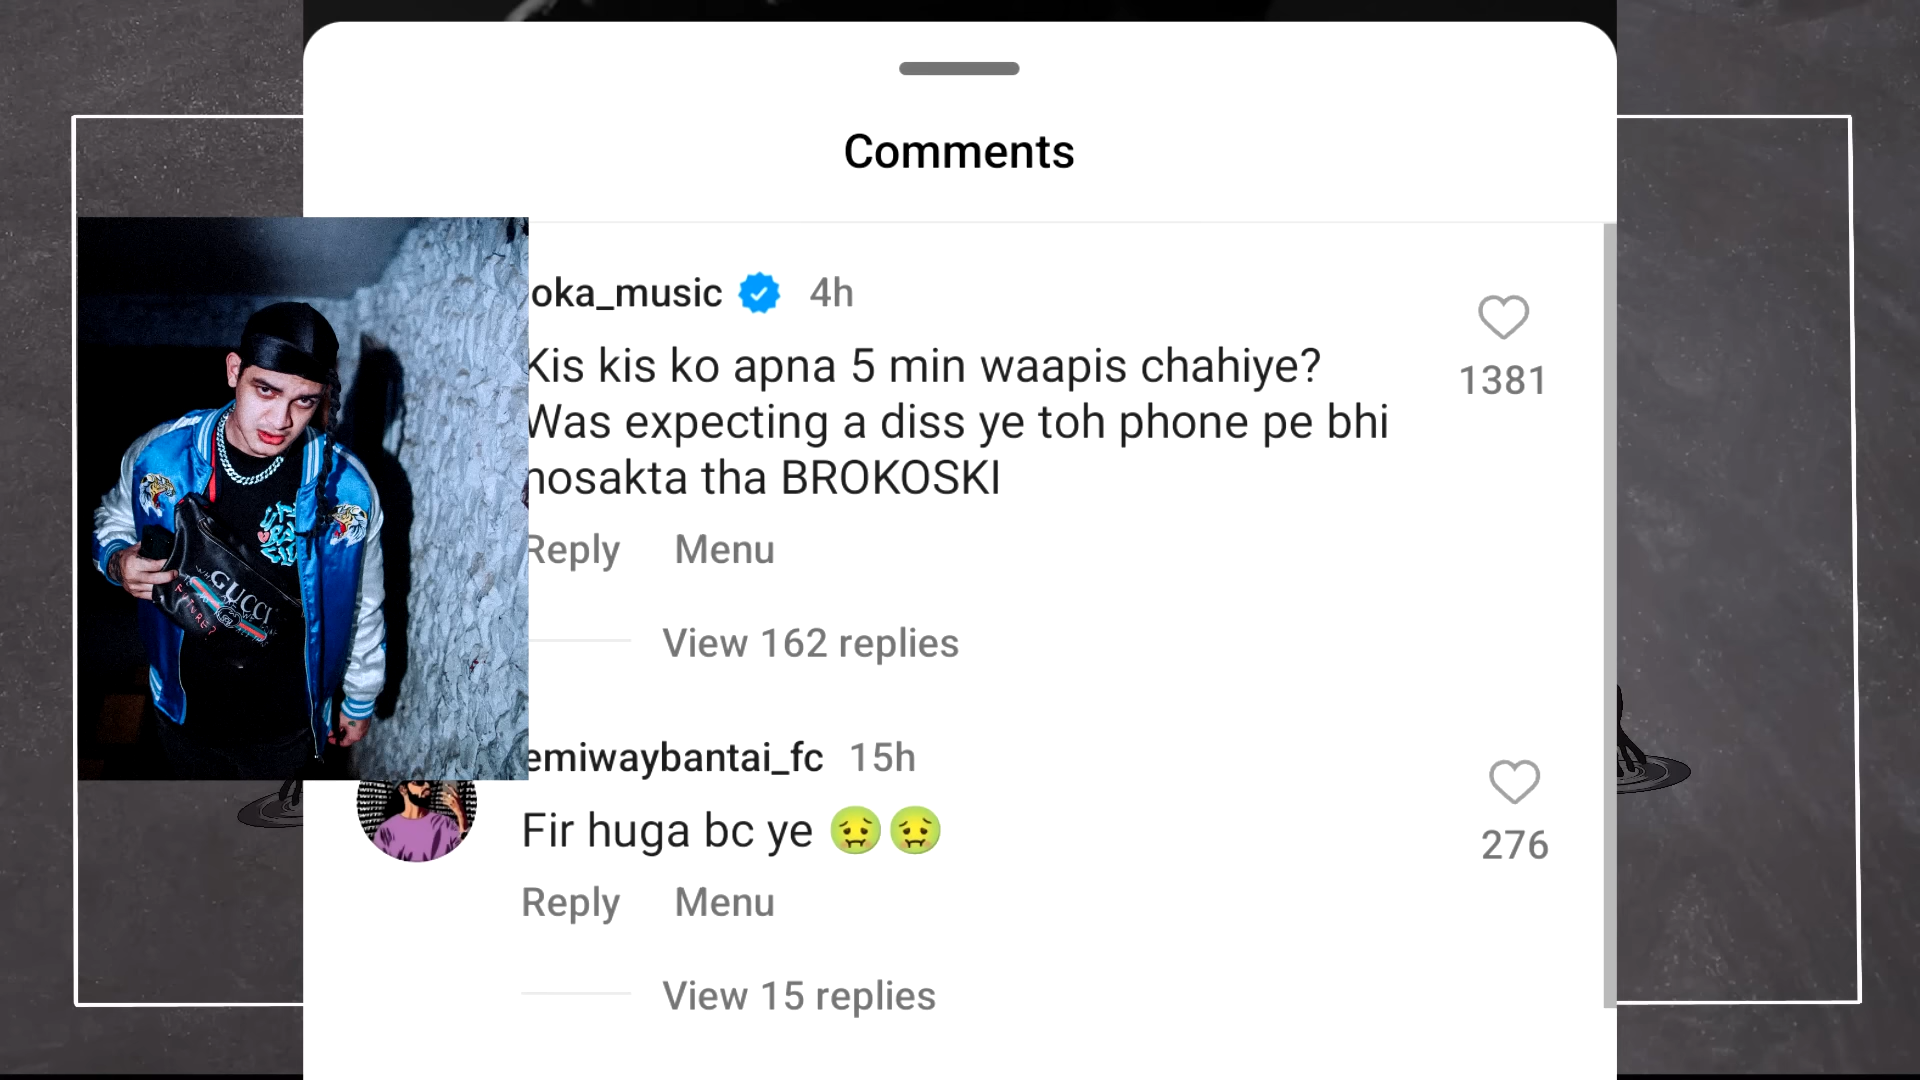 Comments
oka_music 4h
Kis kis ko apna 5 min waapis chahiye?
Was expecting a diss ye toh phone pe bhi
hosakta tha BROKOSKI
1381
Reply Menu
View 162 replies
GUCCI
emiwaybantai_fc 15h
Fir huga bc ye 🤢🤢
276
Reply Menu
View 15 replies